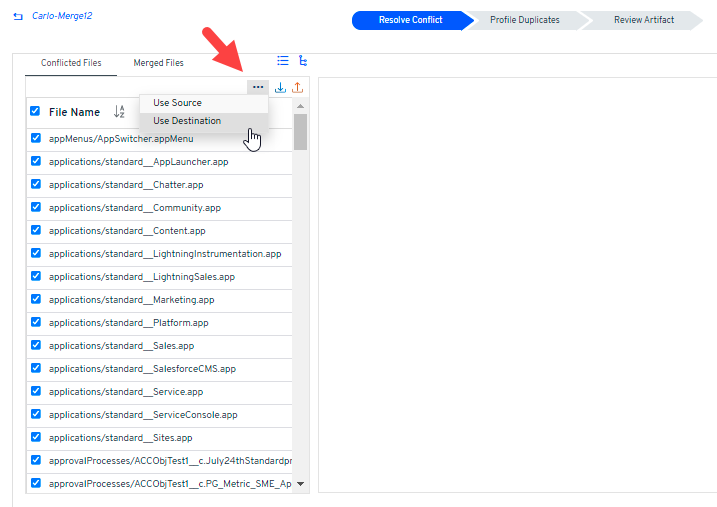 Carlo-Merge12
Resolve Conflict
Profile Duplicates
Review Artifact
Conflicted Files
Merged Files
Use Source
Use Destination
File Name
AZ
appMenus/AppSwitcher.appMenu
applications/standard__AppLauncher.app
applications/standard__Chatter.app
applications/standard__Community.app
applications/standard__Content.app
applications/standard__LightningInstrumentation.app
applications/standard__LightningSales.app
applications/standard__Marketing.app
applications/standard__Platform.app
applications/standard__Sales.app
applications/standard__SalesforceCMS.app
applications/standard__Service.app
applications/standard__ServiceConsole.app
applications/standard__Sites.app
approvalProcesses/ACCObjTest1__c.July24thStandardpr
approvalProcesses/ACCObjTest1__c.PG_Metric_SME_Ap